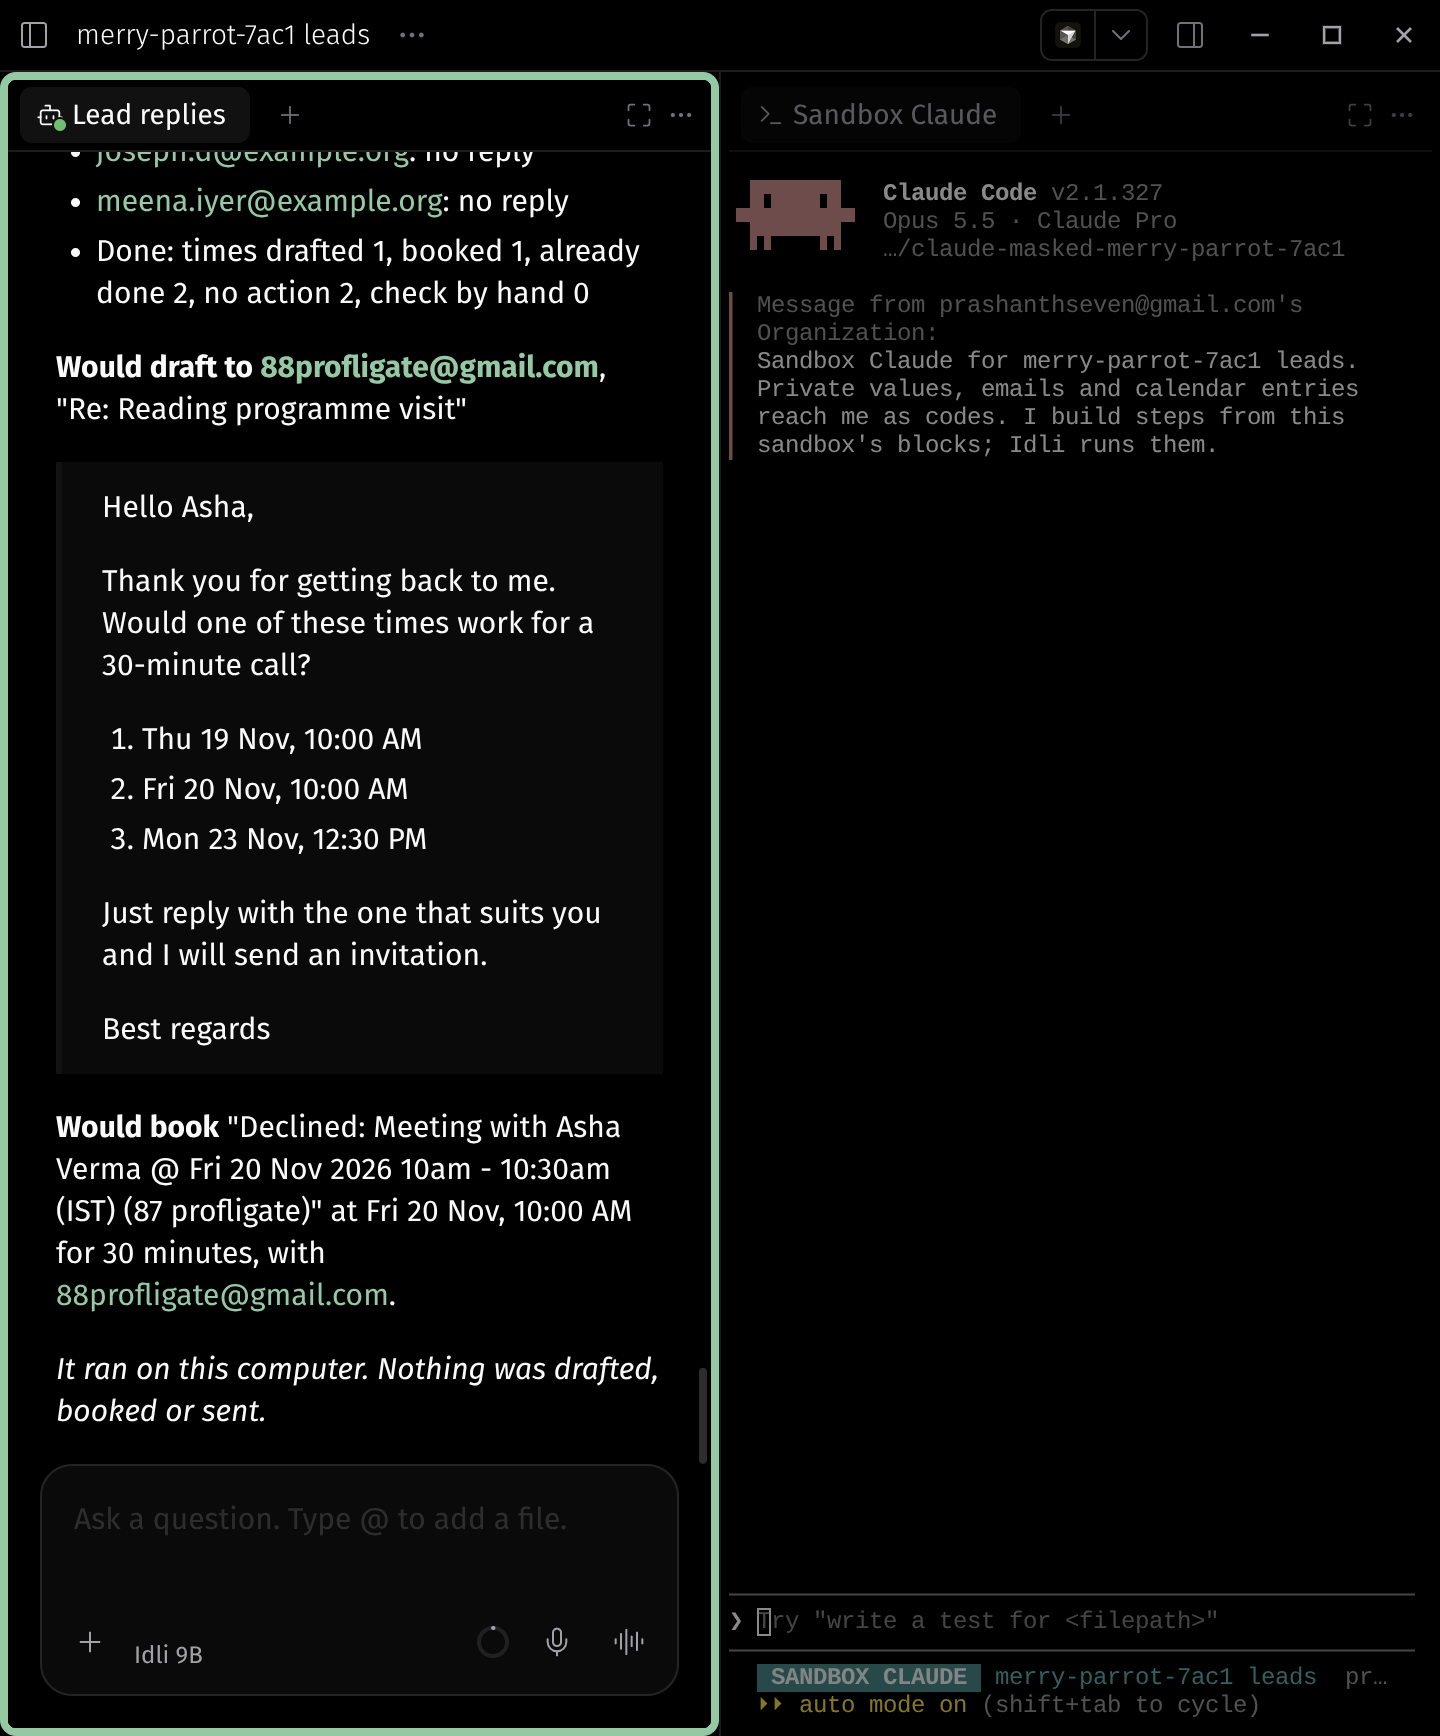 merry-parrot-7ac1 leads
Lead replies
joseph.d@example.org: no reply
meena.iyer@example.org: no reply
Done: times drafted 1, booked 1, already
done 2, no action 2, check by hand 0
Would draft to 88profligate@gmail.com,
"Re: Reading programme visit"
Hello Asha,
Thank you for getting back to me.
Would one of these times work for a
30-minute call?
1. Thu 19 Nov, 10:00 AM
2. Fri 20 Nov, 10:00 AM
3. Mon 23 Nov, 12:30 PM
Just reply with the one that suits you
and I will send an invitation.
Best regards
Would book "Declined: Meeting with Asha
Verma @ Fri 20 Nov 2026 10am - 10:30am
(IST) (87 profligate)" at Fri 20 Nov, 10:00 AM
for 30 minutes, with
88profligate@gmail.com.
It ran on this computer. Nothing was drafted,
booked or sent.
Ask a question. Type @ to add a file.
Idli 9B
Sandbox Claude
Claude Code v2.1.327
Opus 5.5 · Claude Pro
…/claude-masked-merry-parrot-7ac1
Message from prashanthseven@gmail.com's
Organization:
Sandbox Claude for merry-parrot-7ac1 leads.
Private values, emails and calendar entries
reach me as codes. I build steps from this
sandbox's blocks; Idli runs them.
❯ Try "write a test for <filepath>"
SANDBOX CLAUDE merry-parrot-7ac1 leads pr…
⏵⏵ auto mode on (shift+tab to cycle)